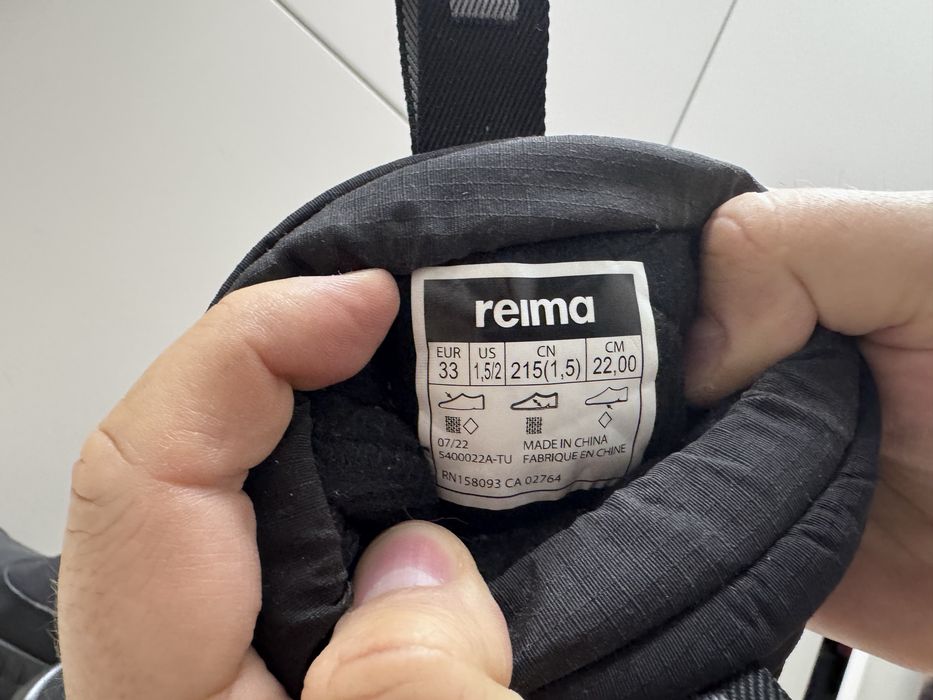 reima
EUR US CN CM
33 1,5/2 215(1,5) 22,00
07/22 MADE IN CHINA
S400022A-TU FABRIQUE EN CHINE
RN158093 CA 02764